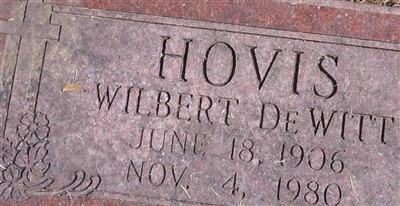 HOVIS
WILBERT DEWITT
JUNE 18, 1906
NOV. 4, 1980